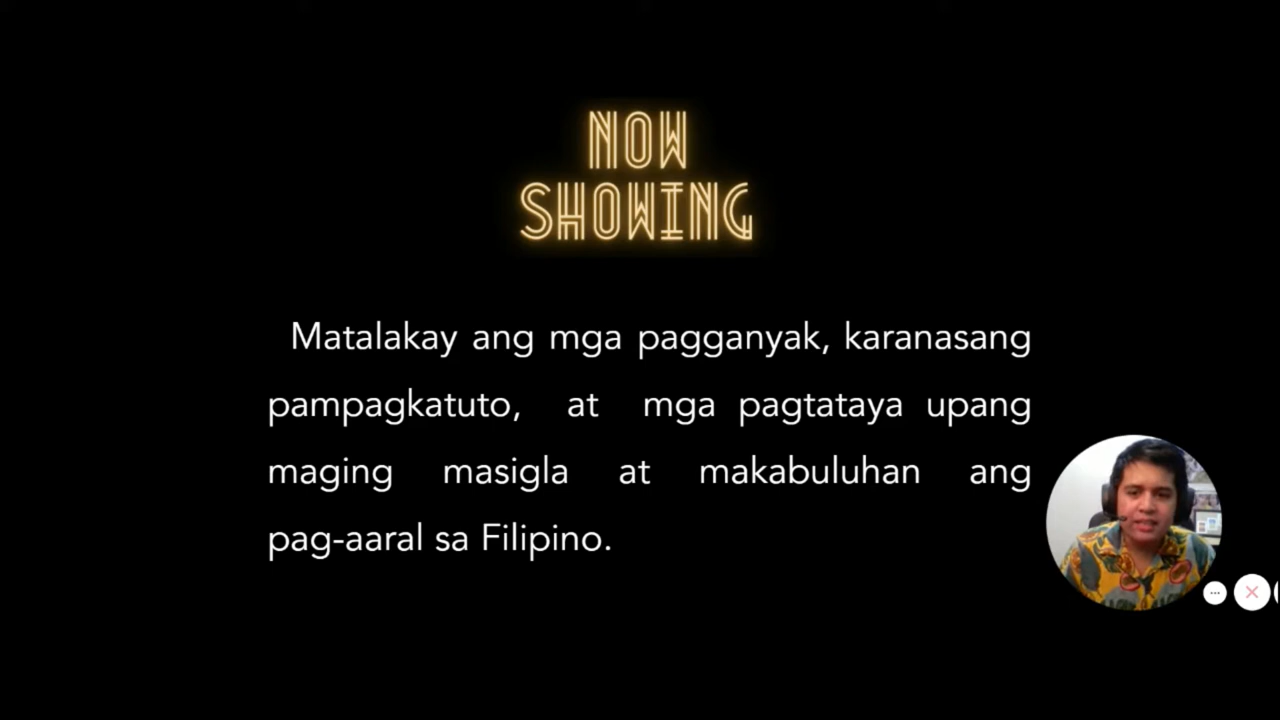 NOW
SHOWING
Matalakay ang mga pagganyak, karanasang
pampagkatuto, at mga pagtataya upang
maging masigla at makabuluhan ang
pag-aaral sa Filipino.